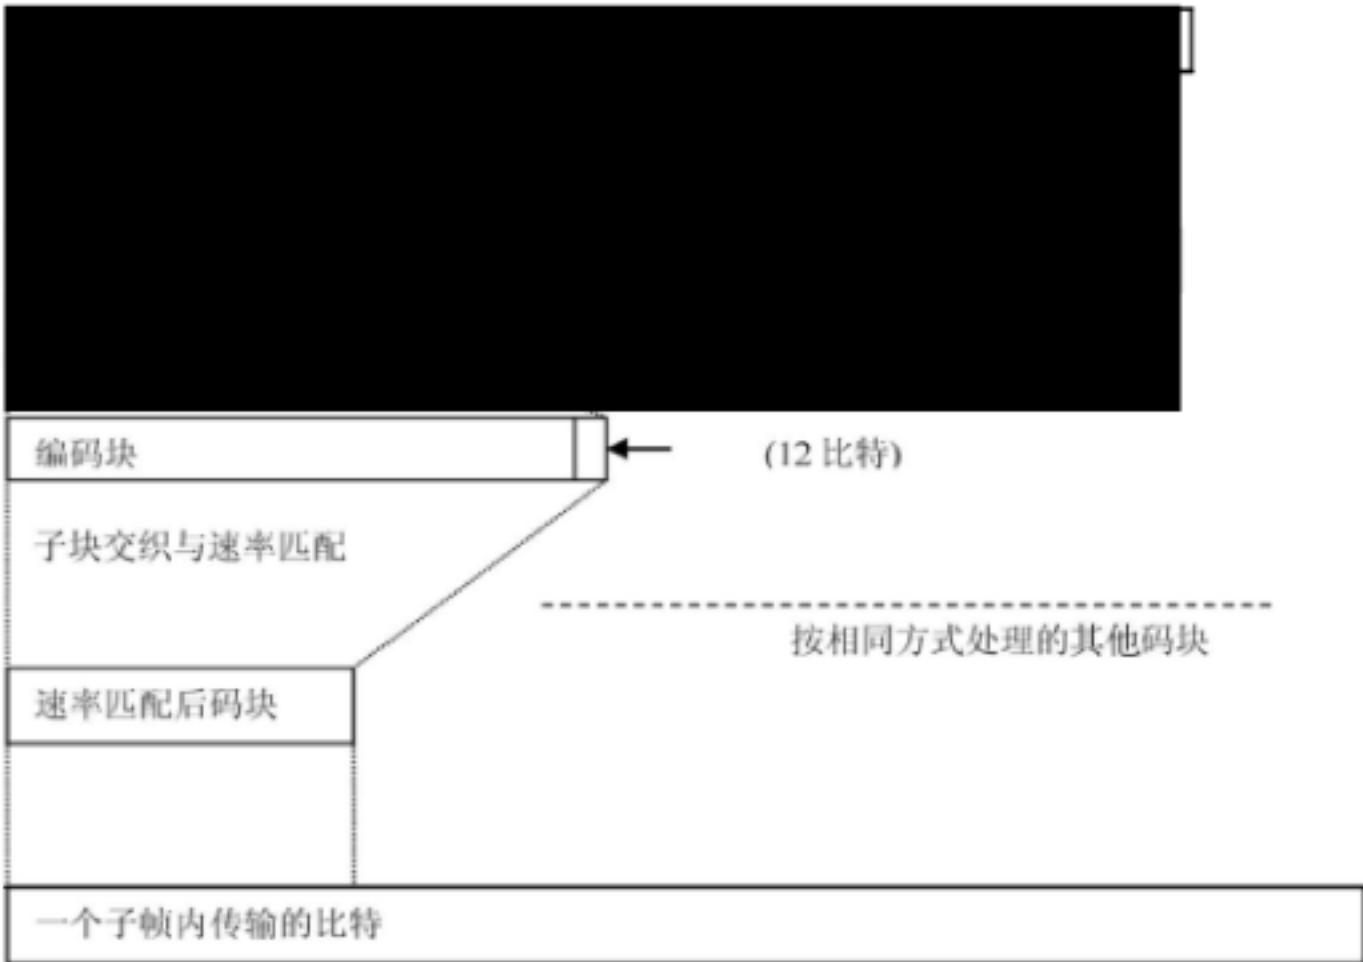 编码块
(12 比特)
子块交织与速率匹配
按相同方式处理的其他码块
速率匹配后码块
一个子帧内传输的比特